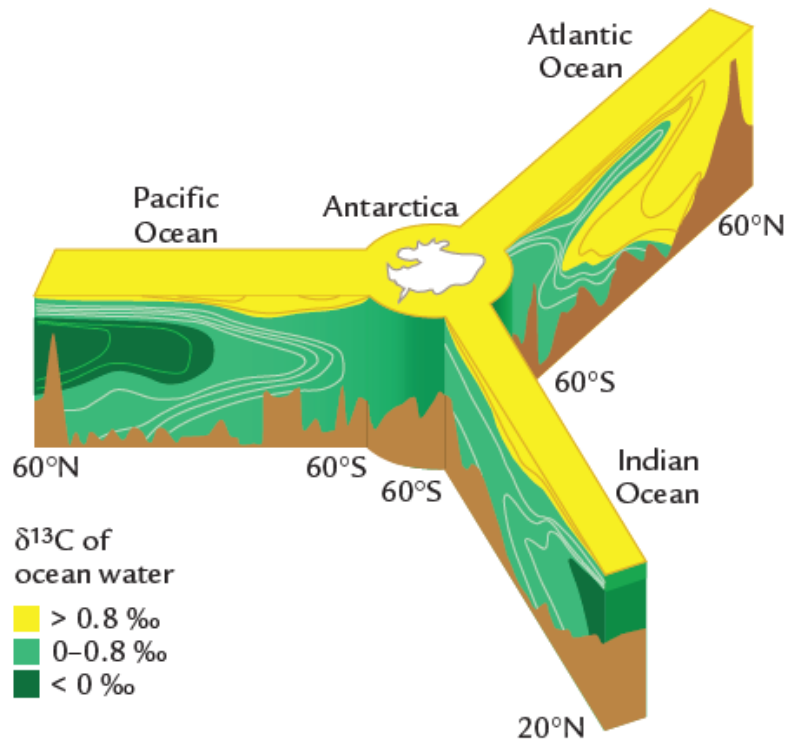 Atlantic
Ocean
Pacific
Ocean
Antarctica
60°N
60°S
60°N
60°S
60°S
Indian
Ocean
δ¹³C of
ocean water
> 0.8 ‰
0–0.8 ‰
< 0 ‰
20°N